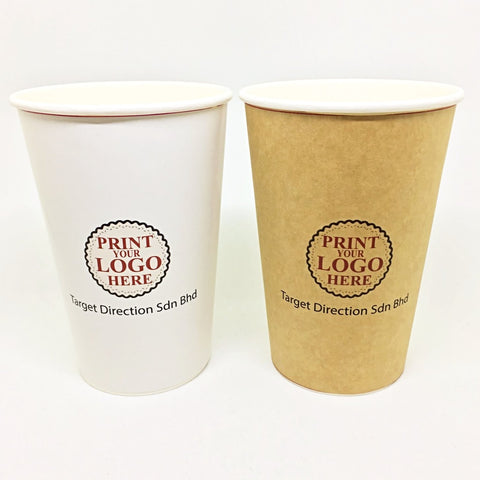 PRINT
YOUR
LOGO
HERE
Target Direction Sdn Bhd
PRINT
YOUR
LOGO
HERE
Target Direction Sdn Bhd